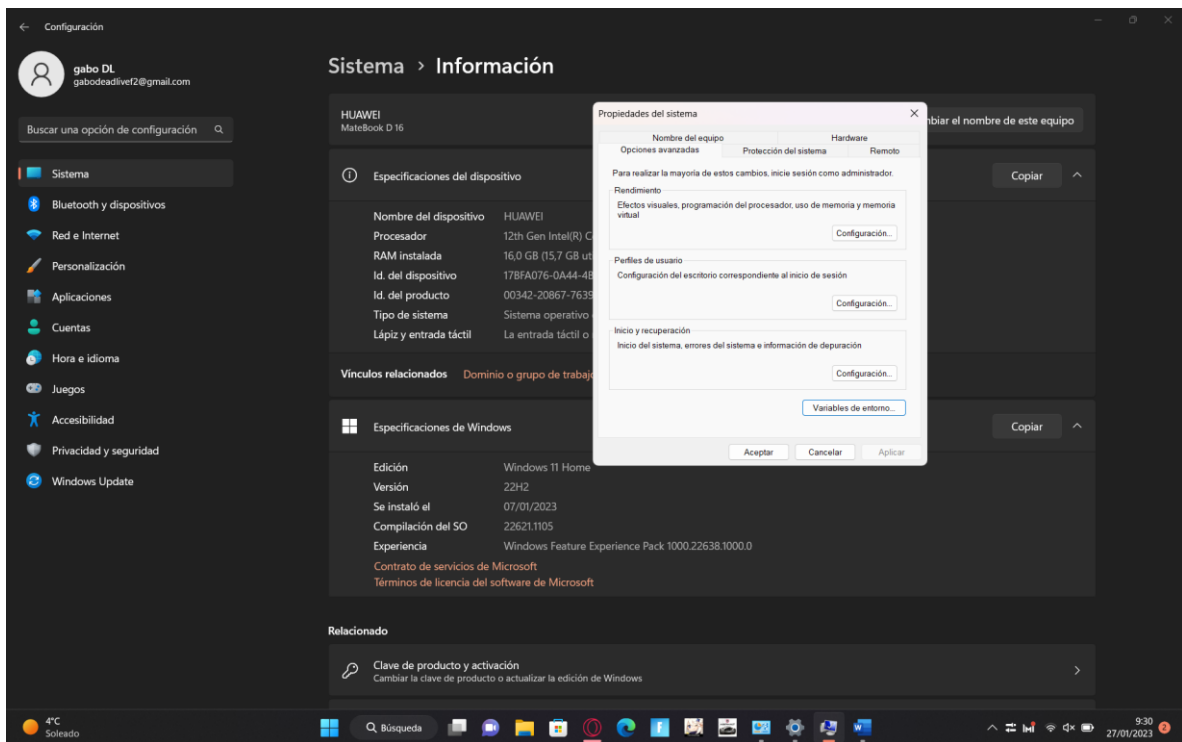 Configuración
gabo DL
gabodeadlivef2@gmail.com
Buscar una opción de configuración
Sistema
Bluetooth y dispositivos
Red e Internet
Personalización
Aplicaciones
Cuentas
Hora e idioma
Juegos
Accesibilidad
Privacidad y seguridad
Windows Update
Sistema > Información
HUAWEI
MateBook D 16
el nombre de este equipo
Especificaciones del dispositivo
Copiar
Nombre del dispositivo HUAWEI
Procesador 12th Gen Intel(R)
RAM instalada 16,0 GB (15,7 GB
Id. del dispositivo 17BFA076-0A44-
Id. del producto 00342-20867-7639
Tipo de sistema Sistema operativo
Lápiz y entrada táctil La entrada táctil o
Vínculos relacionados Dominio o grupo de
Especificaciones de Windows
Copiar
Edición Windows 11 Home
Versión 22H2
Se instaló el 07/01/2023
Compilación del SO 22621.1105
Experiencia Windows Feature Experience Pack 1000.22638.1000.0
Contrato de servicios de Microsoft
Términos de licencia del software de Microsoft
Relacionado
Clave de producto y activación
Cambiar la clave de producto o actualizar la edición de Windows
Propiedades del sistema
Nombre del equipo Hardware
Opciones avanzadas Protección del sistema Remoto
Para realizar la mayoría de estos cambios, inicie sesión como administrador.
Rendimiento
Efectos visuales, programación del procesador, uso de memoria y memoria
virtual
Configuración...
Perfiles de usuario
Configuración del escritorio correspondiente al inicio de sesión
Configuración...
Inicio y recuperación
Inicio del sistema, errores del sistema e información de depuración
Configuración...
Variables de entorno...
Aceptar Cancelar Aplicar
4°C
Soleado
Búsqueda
9:30
27/01/2023
2